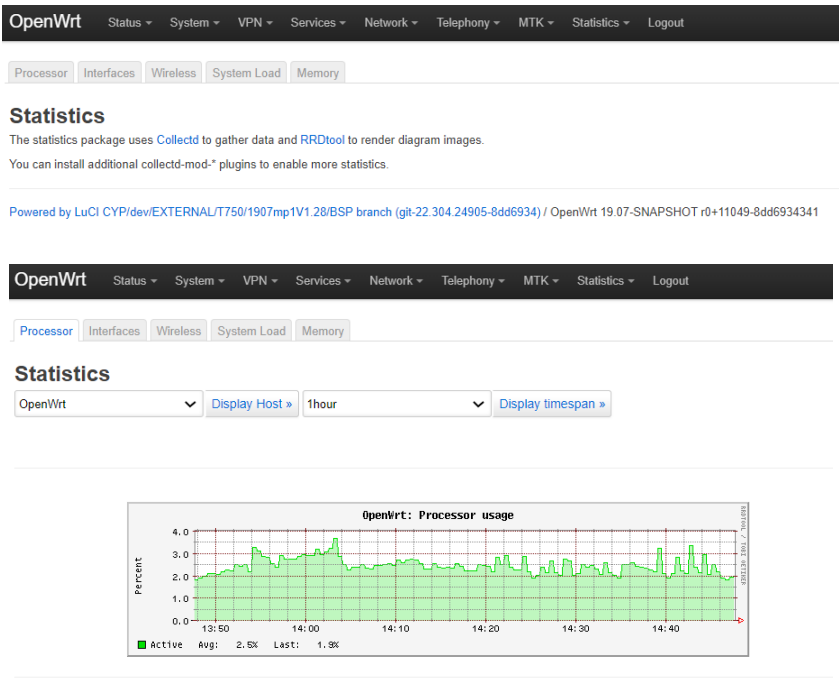 OpenWrt Status System VPN Services Network Telephony MTK Statistics Logout
Processor Interfaces Wireless System Load Memory
Statistics
The statistics package uses Collectd to gather data and RRDtool to render diagram images.
You can install additional collectd-mod-* plugins to enable more statistics.
Powered by LuCI CYP/dev/EXTERNAL/T750/1907mp1V1.28/BSP branch (git-22.304.24905-8dd6934) / OpenWrt 19.07-SNAPSHOT r0+11049-8dd6934341
OpenWrt Status System VPN Services Network Telephony MTK Statistics Logout
Processor Interfaces Wireless System Load Memory
Statistics
OpenWrt Display Host » 1hour Display timespan »
OpenWrt: Processor usage
RRDTOOL / TOBI OETIKER
Percent
4.0
3.0
2.0
1.0
0.0
13:50 14:00 14:10 14:20 14:30 14:40
Active Avg: 2.5% Last: 1.9%